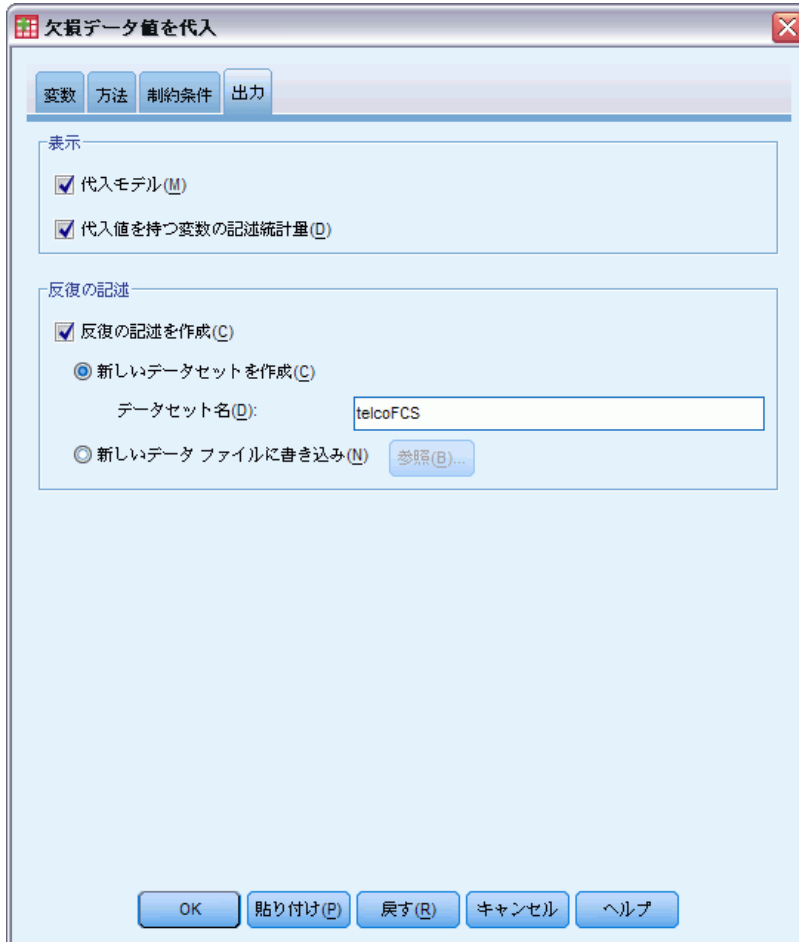 欠損データ値を代入
変数 方法 制約条件 出力
表示
代入モデル(M)
代入値を持つ変数の記述統計量(D)
反復の記述
反復の記述を作成(C)
新しいデータセットを作成(C)
データセット名(D): telcoFCS
新しいデータ ファイルに書き込み(N) 参照(B)...
OK 貼り付け(P) 戻す(R) キャンセル ヘルプ